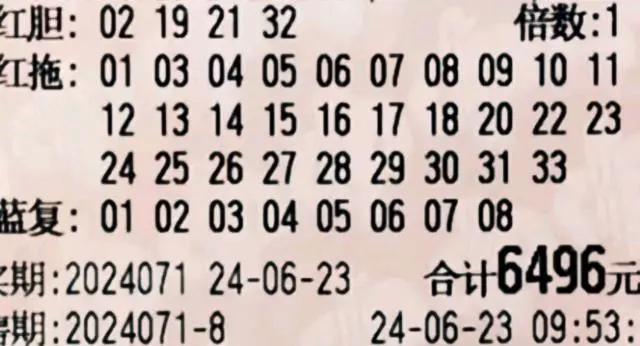 红胆: 02 19 21 32 倍数:1
红拖: 01 03 04 05 06 07 08 09 10 11
12 13 14 15 16 17 18 20 22 23
24 25 26 27 28 29 30 31 33
蓝复: 01 02 03 04 05 06 07 08
奖期:2024071 24-06-23 合计6496元
期:2024071-8 24-06-23 09:53: